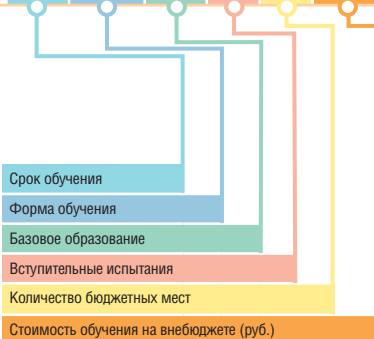 Срок обучения
Форма обучения
Базовое образование
Вступительные испытания
Количество бюджетных мест
Стоимость обучения на внебюджете (руб.)